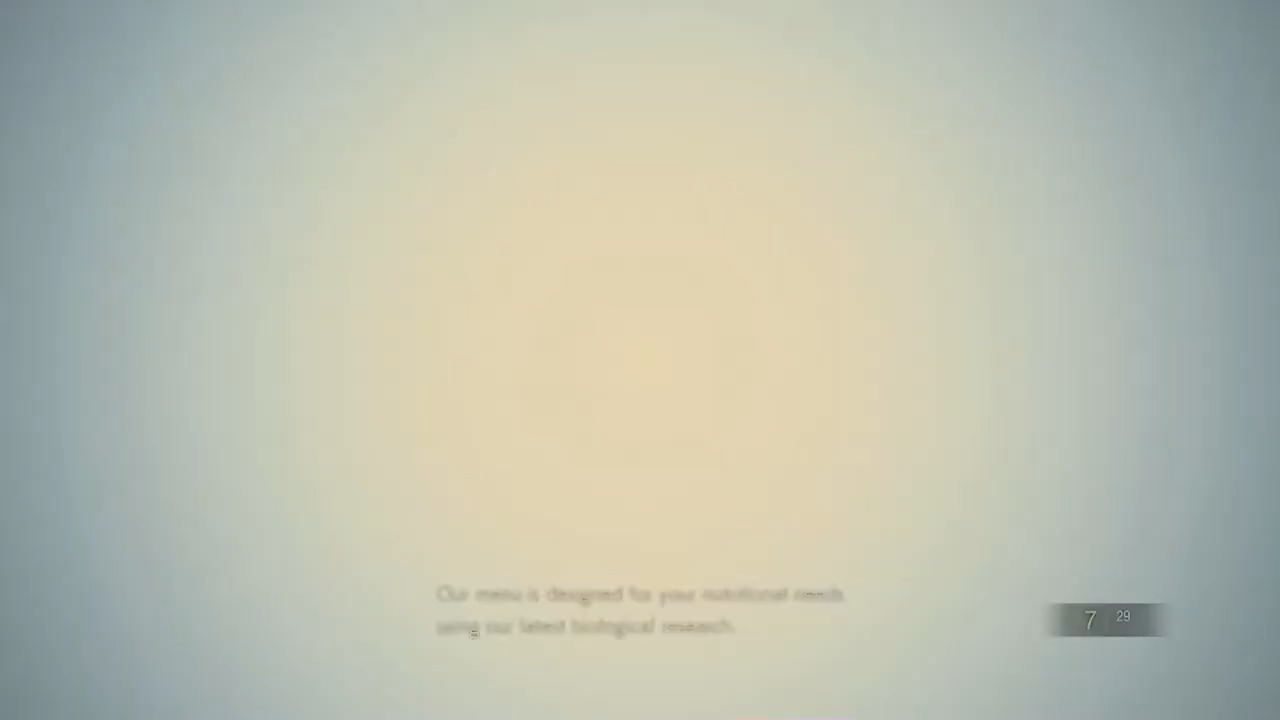 Our menu is designed for your nutritional needs,
using our latest biological research.
7 29